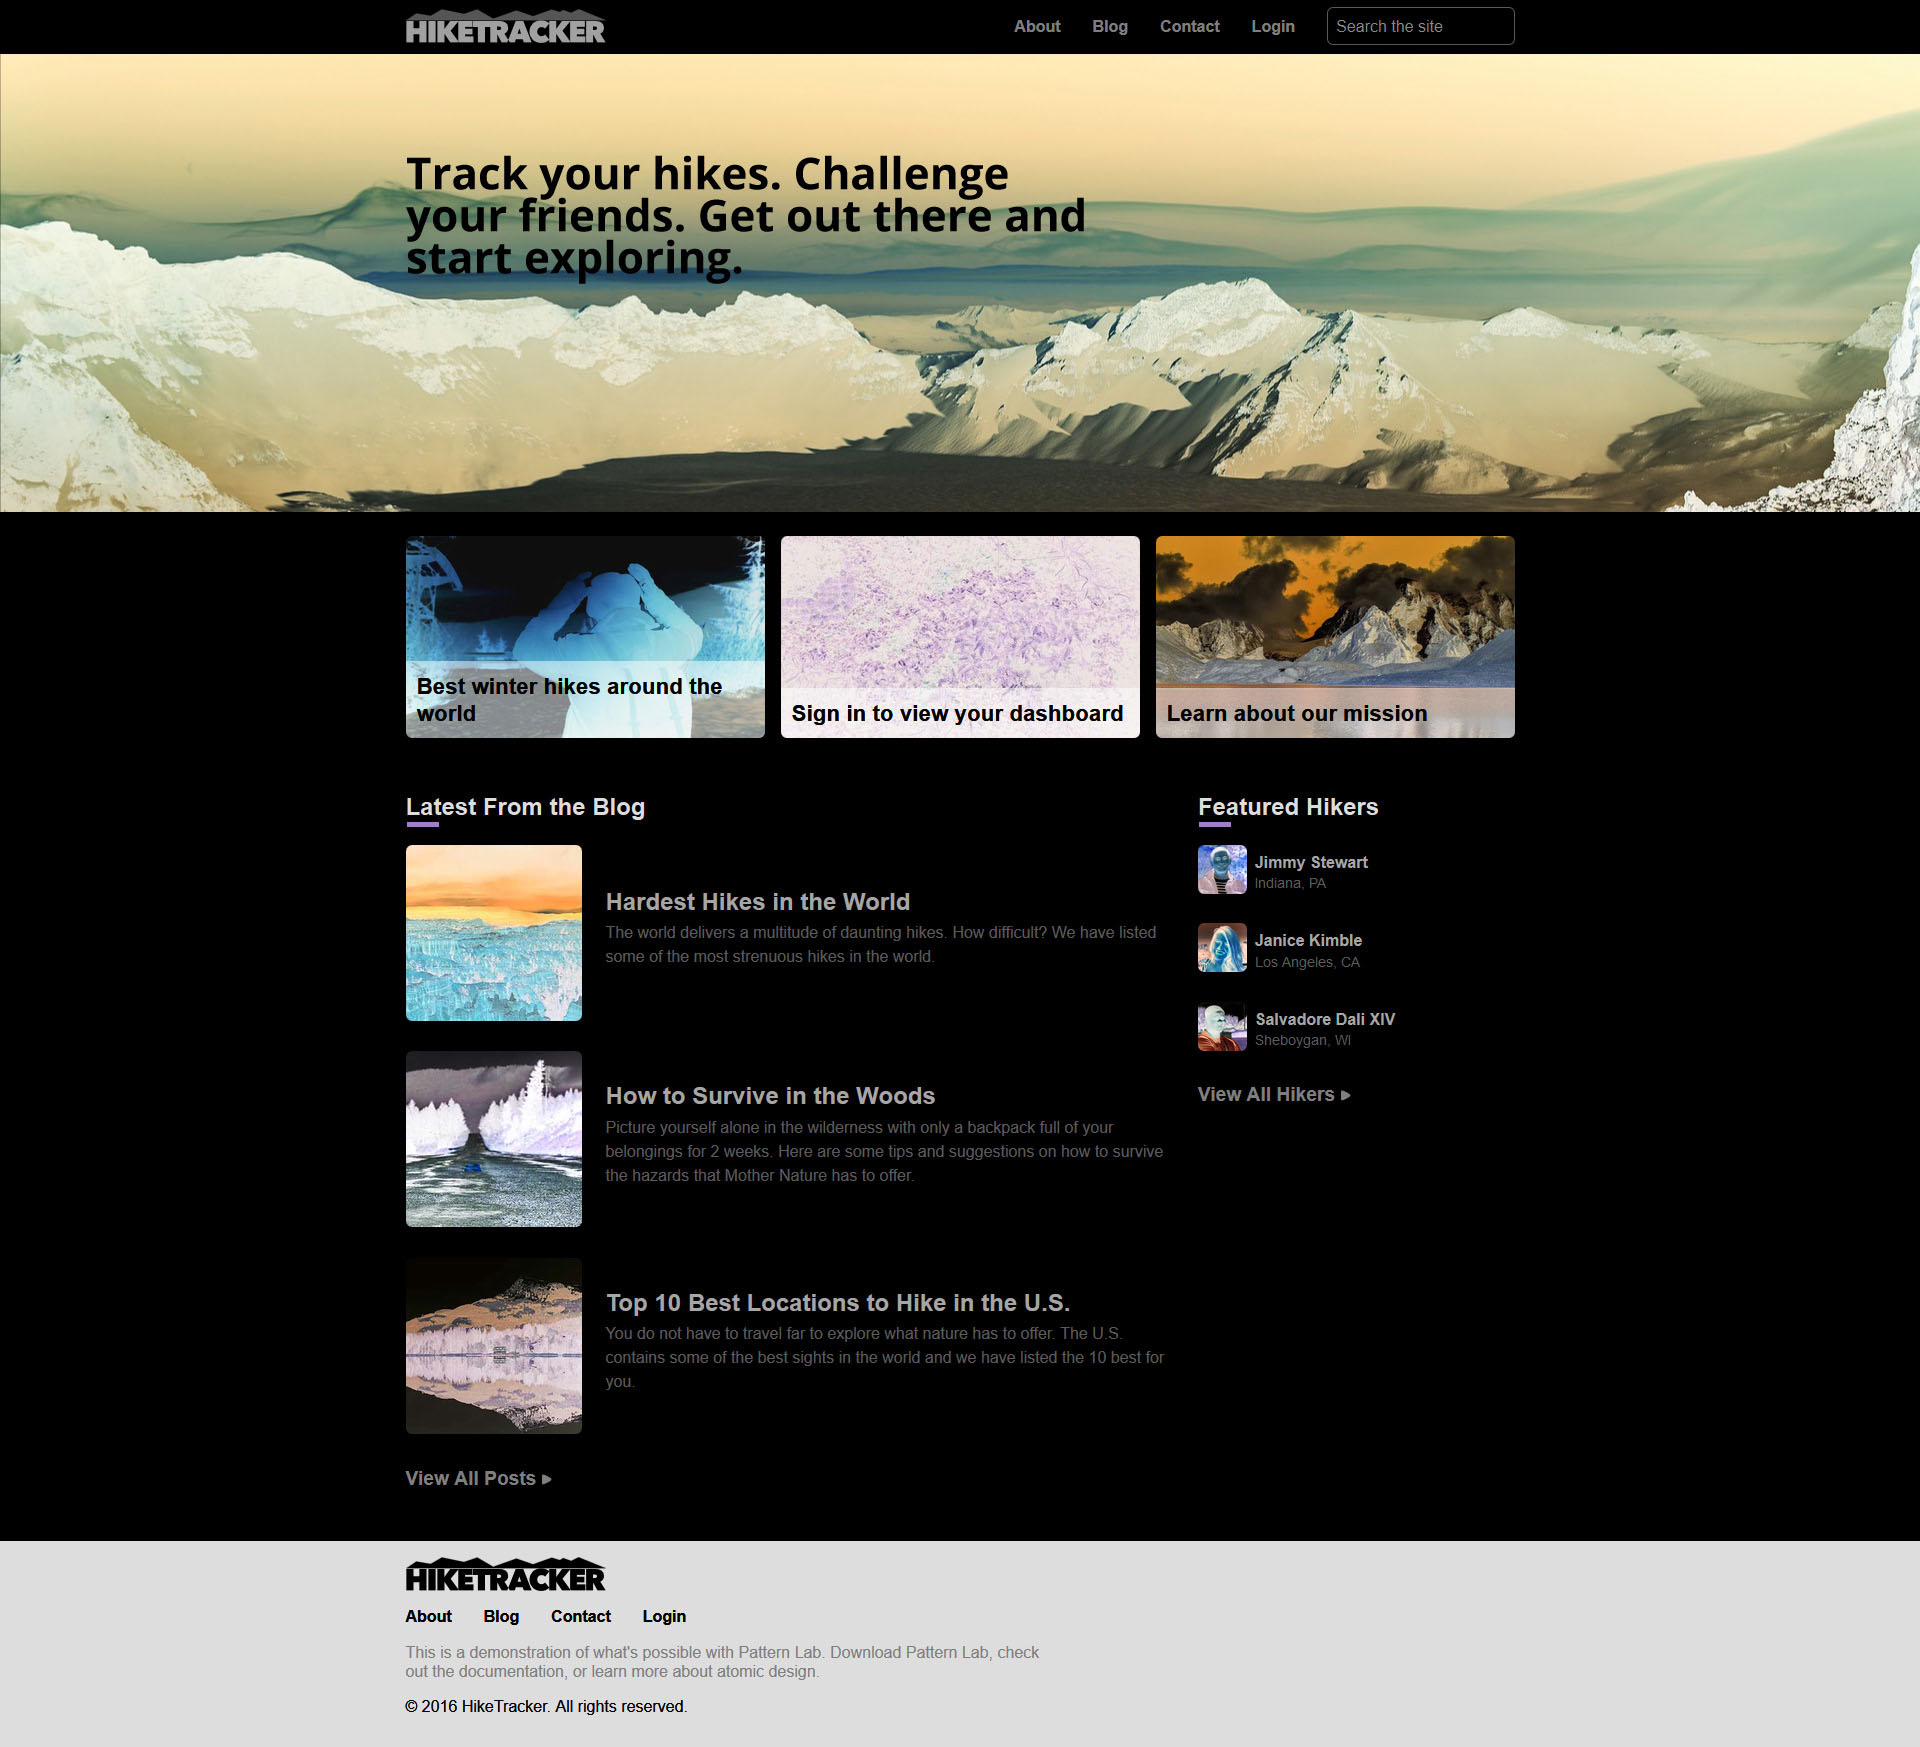 HIKETRACKER
About Blog Contact Login Search the site
Track your hikes. Challenge
your friends. Get out there and
start exploring.
Best winter hikes around the
world
Sign in to view your dashboard
Learn about our mission
Latest From the Blog
Hardest Hikes in the World
The world delivers a multitude of daunting hikes. How difficult? We have listed
some of the most strenuous hikes in the world.
How to Survive in the Woods
Picture yourself alone in the wilderness with only a backpack full of your
belongings for 2 weeks. Here are some tips and suggestions on how to survive
the hazards that Mother Nature has to offer.
Top 10 Best Locations to Hike in the U.S.
You do not have to travel far to explore what nature has to offer. The U.S.
contains some of the best sights in the world and we have listed the 10 best for
you.
View All Posts
Featured Hikers
Jimmy Stewart
Indiana, PA
Janice Kimble
Los Angeles, CA
Salvadore Dali XIV
Sheboygan, WI
View All Hikers
HIKETRACKER
About Blog Contact Login
This is a demonstration of what's possible with Pattern Lab. Download Pattern Lab, check
out the documentation, or learn more about atomic design.
© 2016 HikeTracker. All rights reserved.